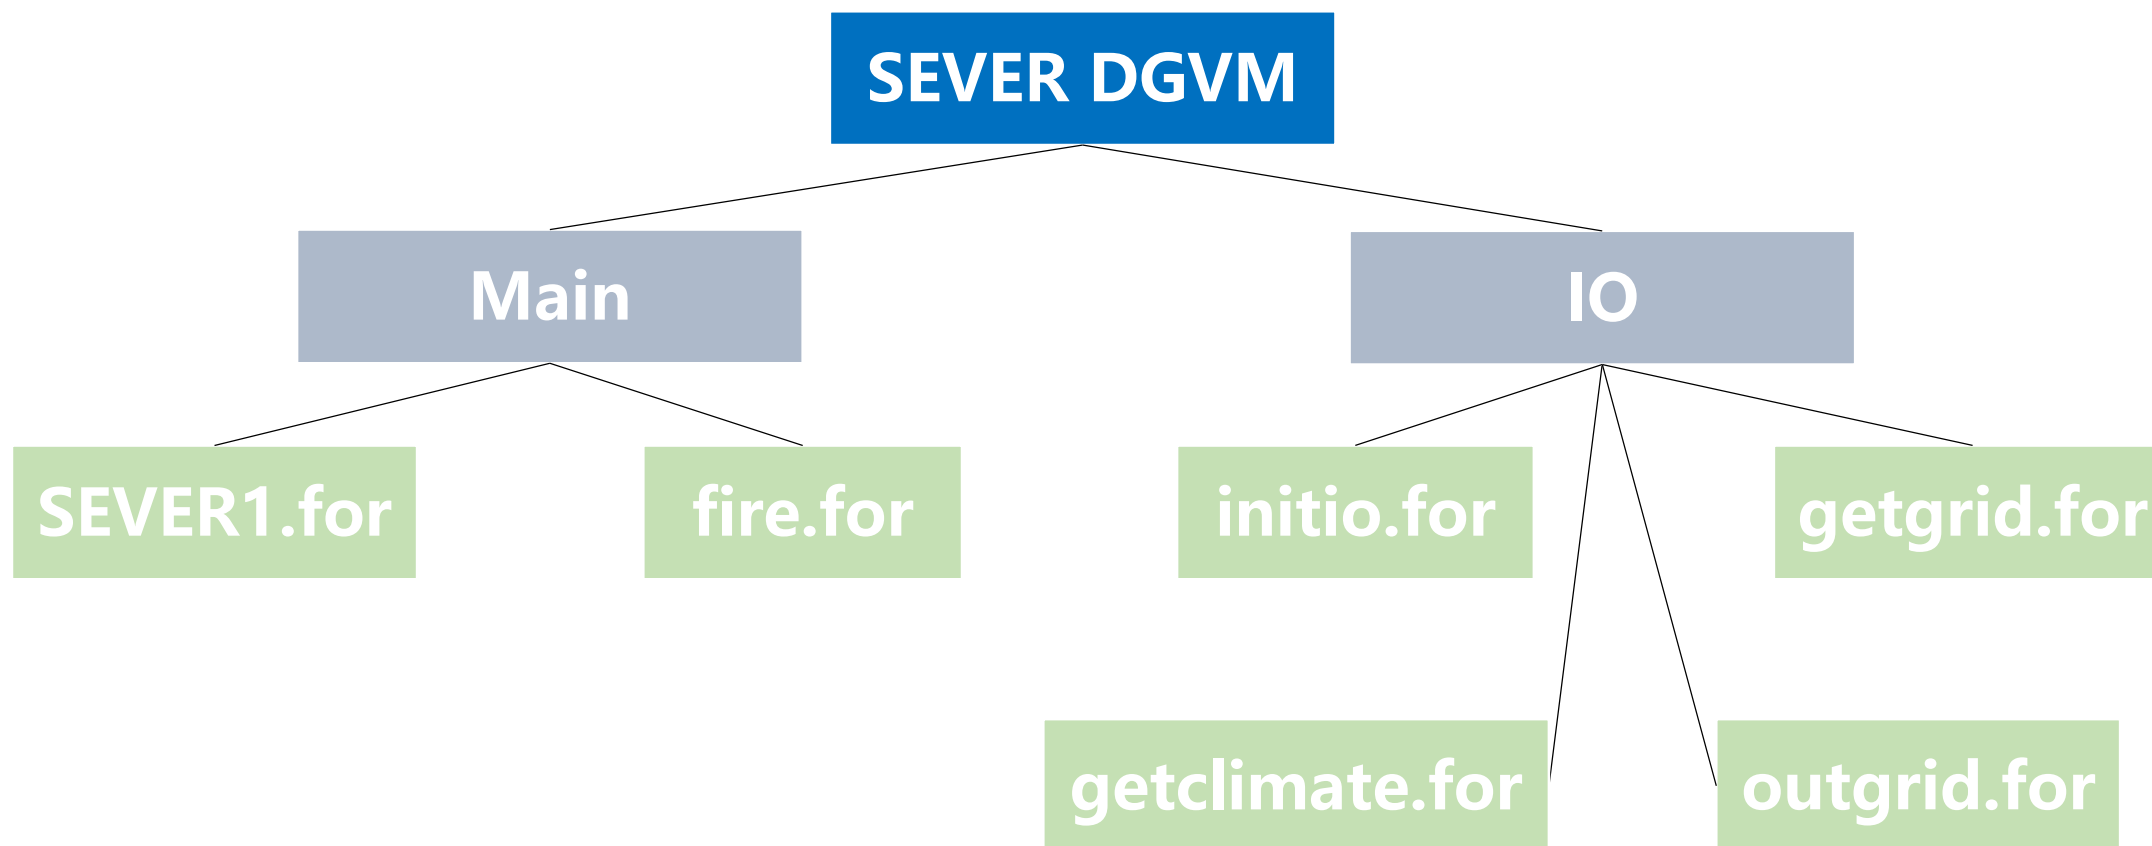 SEVER DGVM
Main
IO
SEVER1.for
fire.for
initio.for
getgrid.for
getclimate.for
outgrid.for